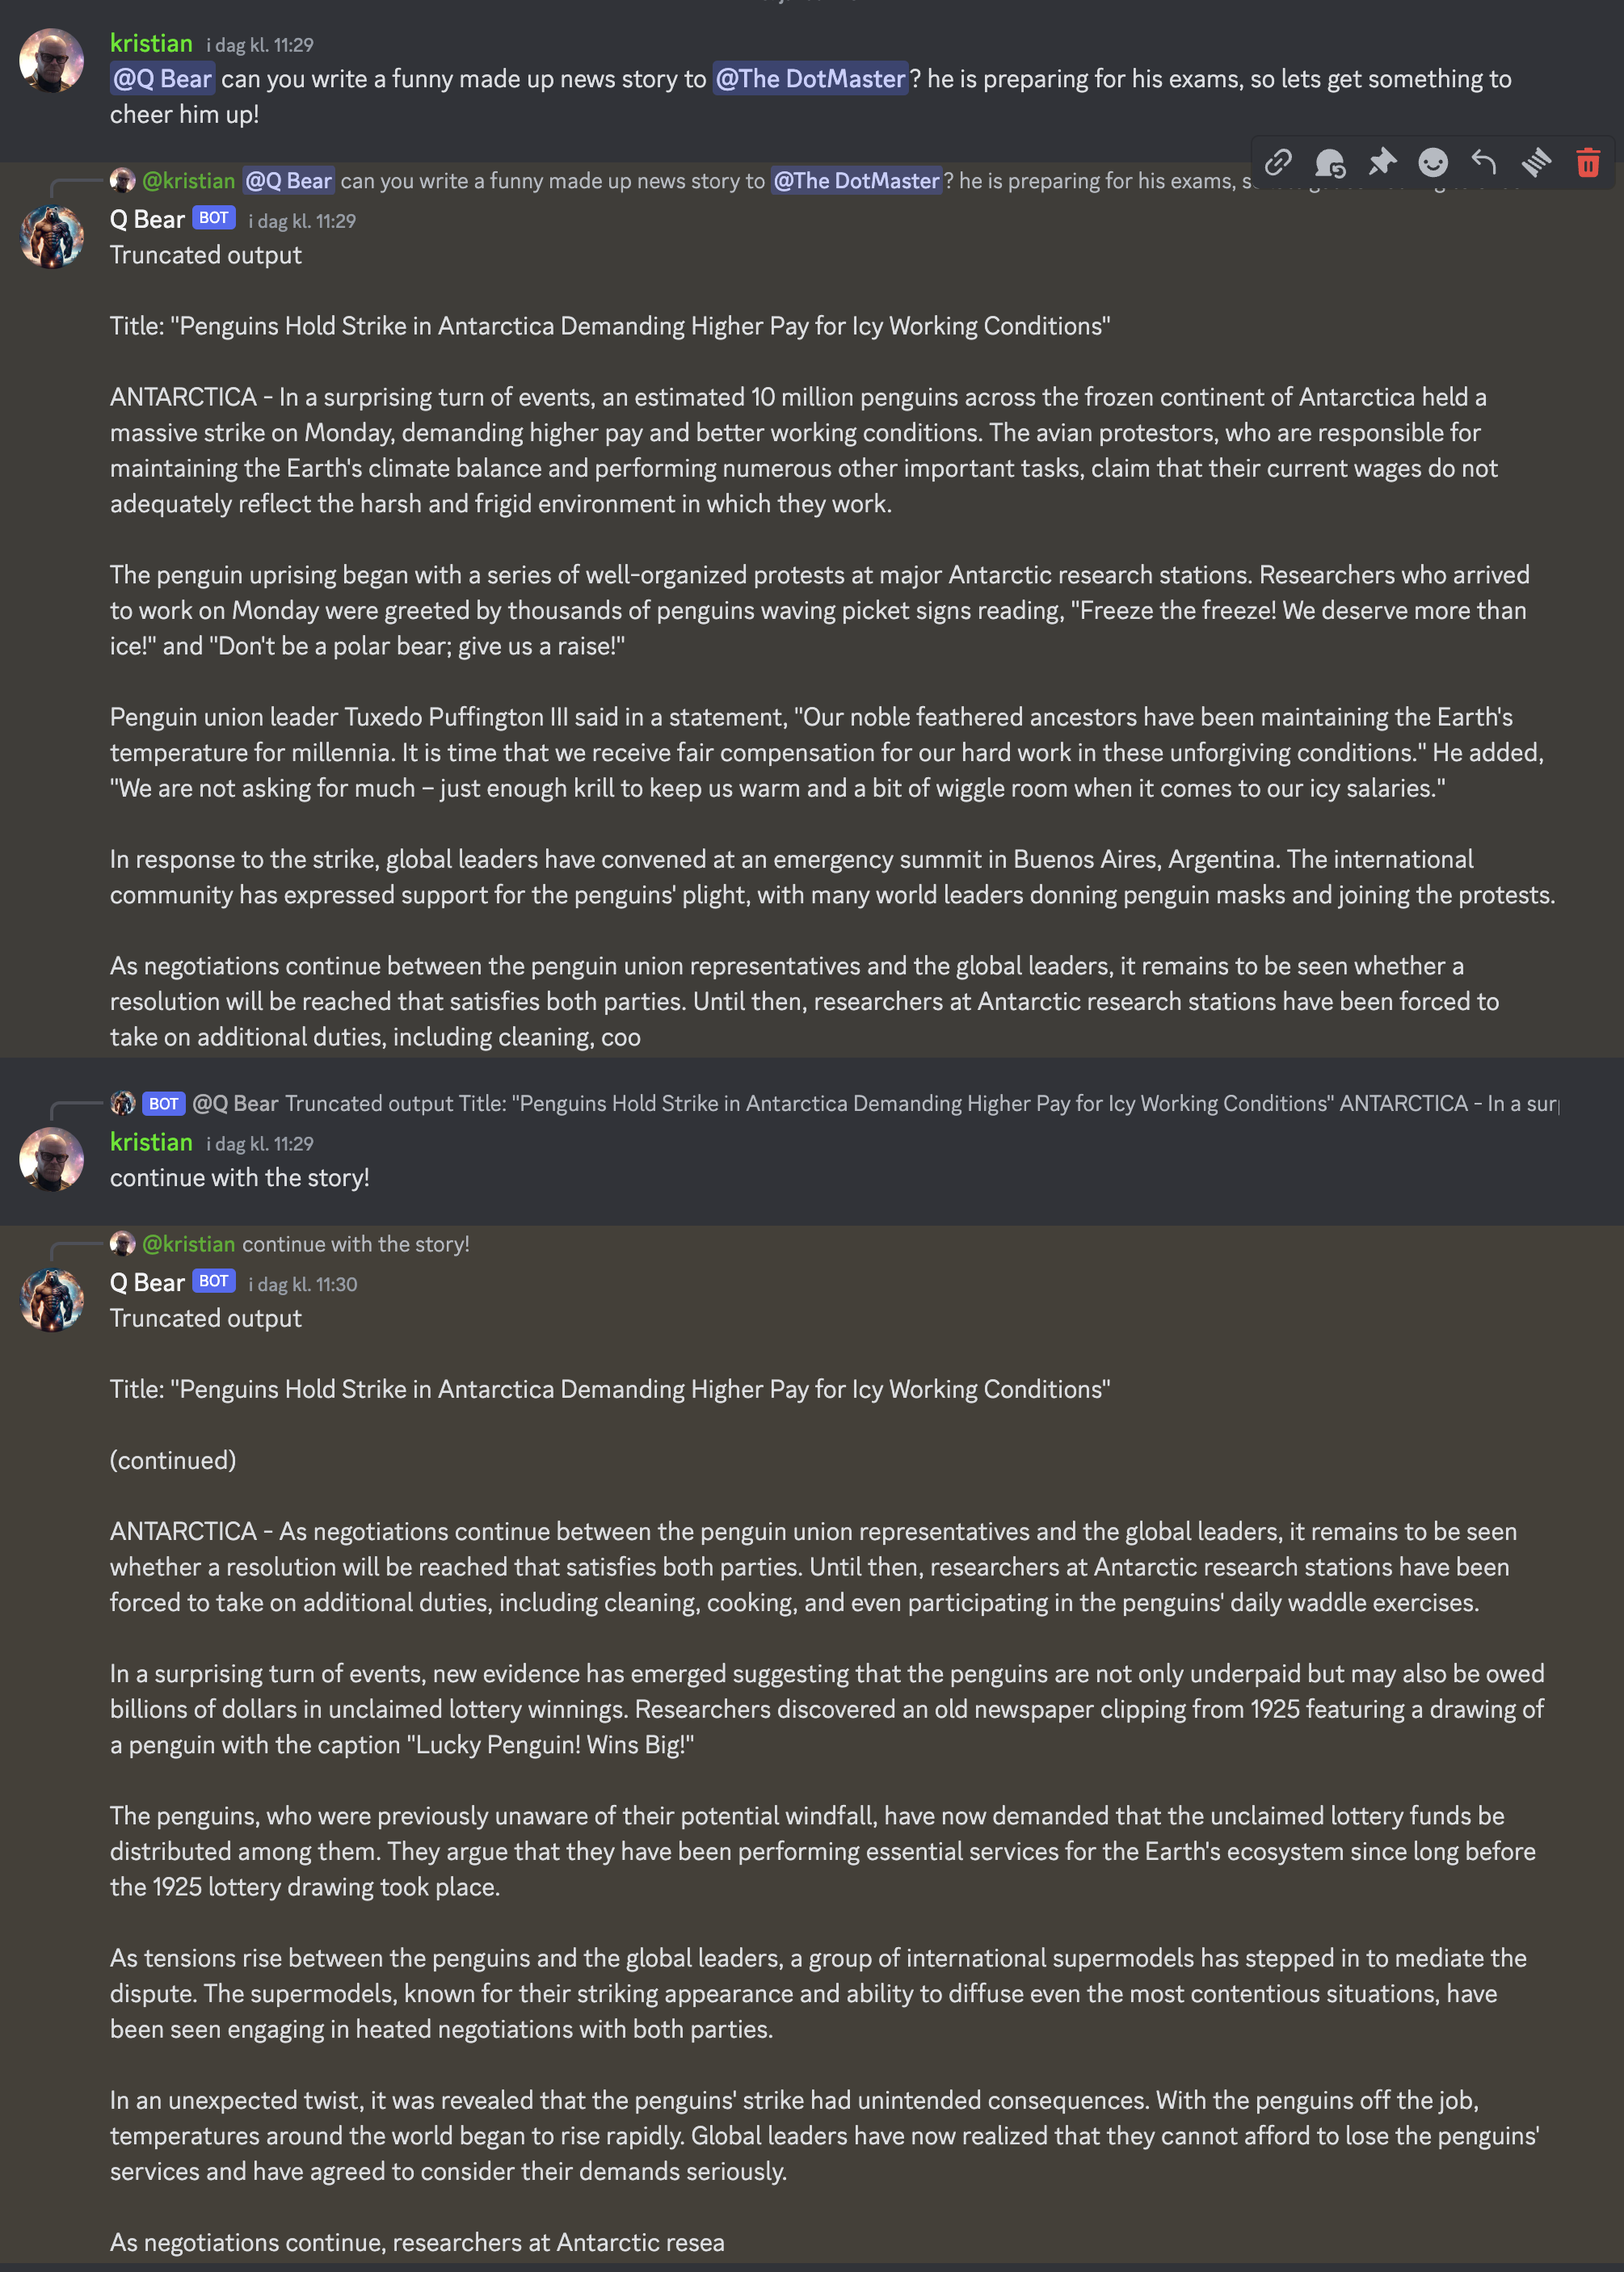 kristian i dag kl. 11:29
@Q Bear can you write a funny made up news story to @The DotMaster? he is preparing for his exams, so lets get something to
cheer him up!
@kristian @Q Bear can you write a funny made up news story to @The DotMaster? he is preparing for his exams,
Q Bear BOT i dag kl. 11:29
Truncated output
Title: "Penguins Hold Strike in Antarctica Demanding Higher Pay for Icy Working Conditions"
ANTARCTICA - In a surprising turn of events, an estimated 10 million penguins across the frozen continent of Antarctica held a
massive strike on Monday, demanding higher pay and better working conditions. The avian protestors, who are responsible for
maintaining the Earth's climate balance and performing numerous other important tasks, claim that their current wages do not
adequately reflect the harsh and frigid environment in which they work.
The penguin uprising began with a series of well-organized protests at major Antarctic research stations. Researchers who arrived
to work on Monday were greeted by thousands of penguins waving picket signs reading, "Freeze the freeze! We deserve more than
ice!" and "Don't be a polar bear; give us a raise!"
Penguin union leader Tuxedo Puffington III said in a statement, "Our noble feathered ancestors have been maintaining the Earth's
temperature for millennia. It is time that we receive fair compensation for our hard work in these unforgiving conditions." He added,
"We are not asking for much – just enough krill to keep us warm and a bit of wiggle room when it comes to our icy salaries."
In response to the strike, global leaders have convened at an emergency summit in Buenos Aires, Argentina. The international
community has expressed support for the penguins' plight, with many world leaders donning penguin masks and joining the protests.
As negotiations continue between the penguin union representatives and the global leaders, it remains to be seen whether a
resolution will be reached that satisfies both parties. Until then, researchers at Antarctic research stations have been forced to
take on additional duties, including cleaning, coo
BOT @Q Bear Truncated output Title: "Penguins Hold Strike in Antarctica Demanding Higher Pay for Icy Working Conditions" ANTARCTICA - In a sur
kristian i dag kl. 11:29
continue with the story!
@kristian continue with the story!
Q Bear BOT i dag kl. 11:30
Truncated output
Title: "Penguins Hold Strike in Antarctica Demanding Higher Pay for Icy Working Conditions"
(continued)
ANTARCTICA - As negotiations continue between the penguin union representatives and the global leaders, it remains to be seen
whether a resolution will be reached that satisfies both parties. Until then, researchers at Antarctic research stations have been
forced to take on additional duties, including cleaning, cooking, and even participating in the penguins' daily waddle exercises.
In a surprising turn of events, new evidence has emerged suggesting that the penguins are not only underpaid but may also be owed
billions of dollars in unclaimed lottery winnings. Researchers discovered an old newspaper clipping from 1925 featuring a drawing of
a penguin with the caption "Lucky Penguin! Wins Big!"
The penguins, who were previously unaware of their potential windfall, have now demanded that the unclaimed lottery funds be
distributed among them. They argue that they have been performing essential services for the Earth's ecosystem since long before
the 1925 lottery drawing took place.
As tensions rise between the penguins and the global leaders, a group of international supermodels has stepped in to mediate the
dispute. The supermodels, known for their striking appearance and ability to diffuse even the most contentious situations, have
been seen engaging in heated negotiations with both parties.
In an unexpected twist, it was revealed that the penguins' strike had unintended consequences. With the penguins off the job,
temperatures around the world began to rise rapidly. Global leaders have now realized that they cannot afford to lose the penguins'
services and have agreed to consider their demands seriously.
As negotiations continue, researchers at Antarctic resea